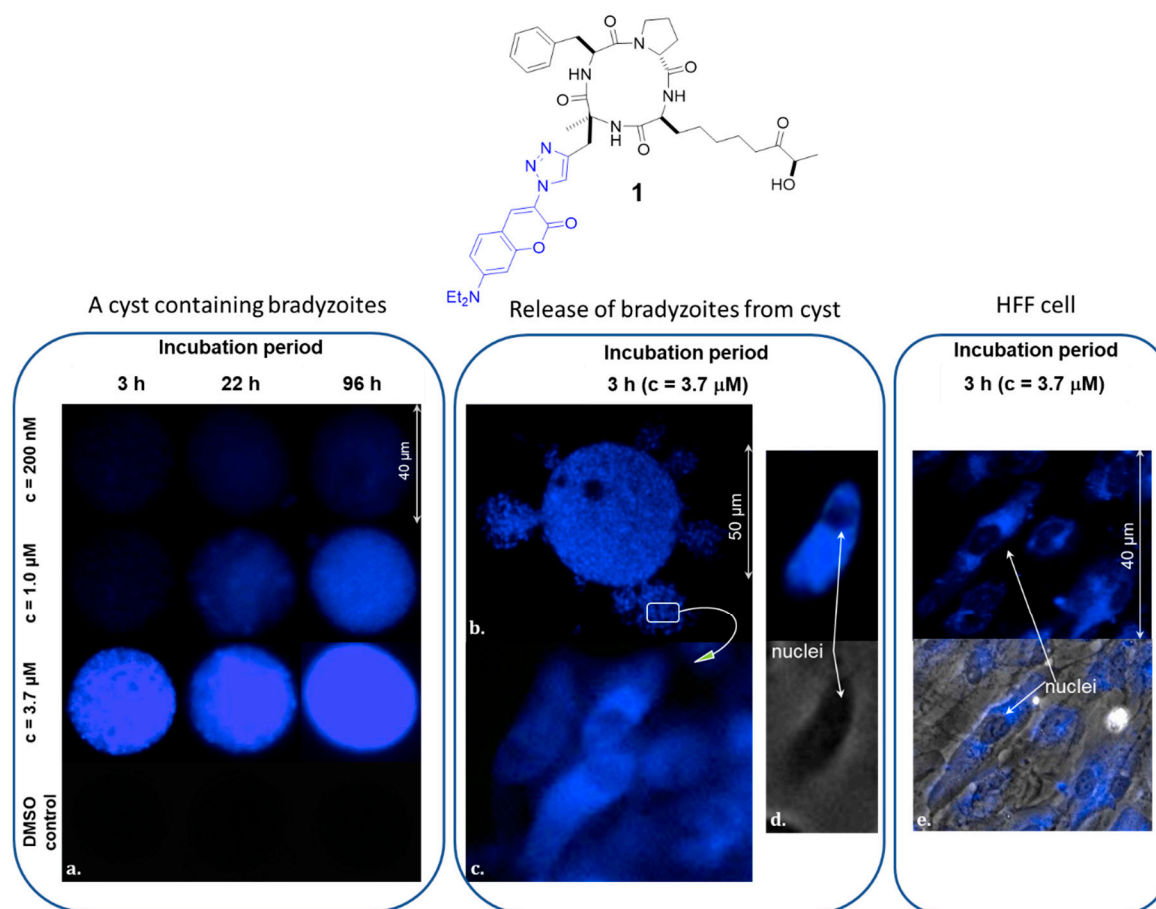 O
N
O
NH
O
O
NH
NH
O
O
HO
N
N
N
1
O
O
Et2N
A cyst containing bradyzoites
Incubation period
3 h 22 h 96 h
c = 200 nM
c = 1.0 µM
c = 3.7 µM
DMSO control
40 µm
a.
Release of bradyzoites from cyst
Incubation period
3 h (c = 3.7 µM)
50 µm
b.
nuclei
c.
d.
HFF cell
Incubation period
3 h (c = 3.7 µM)
40 µm
nuclei
e.